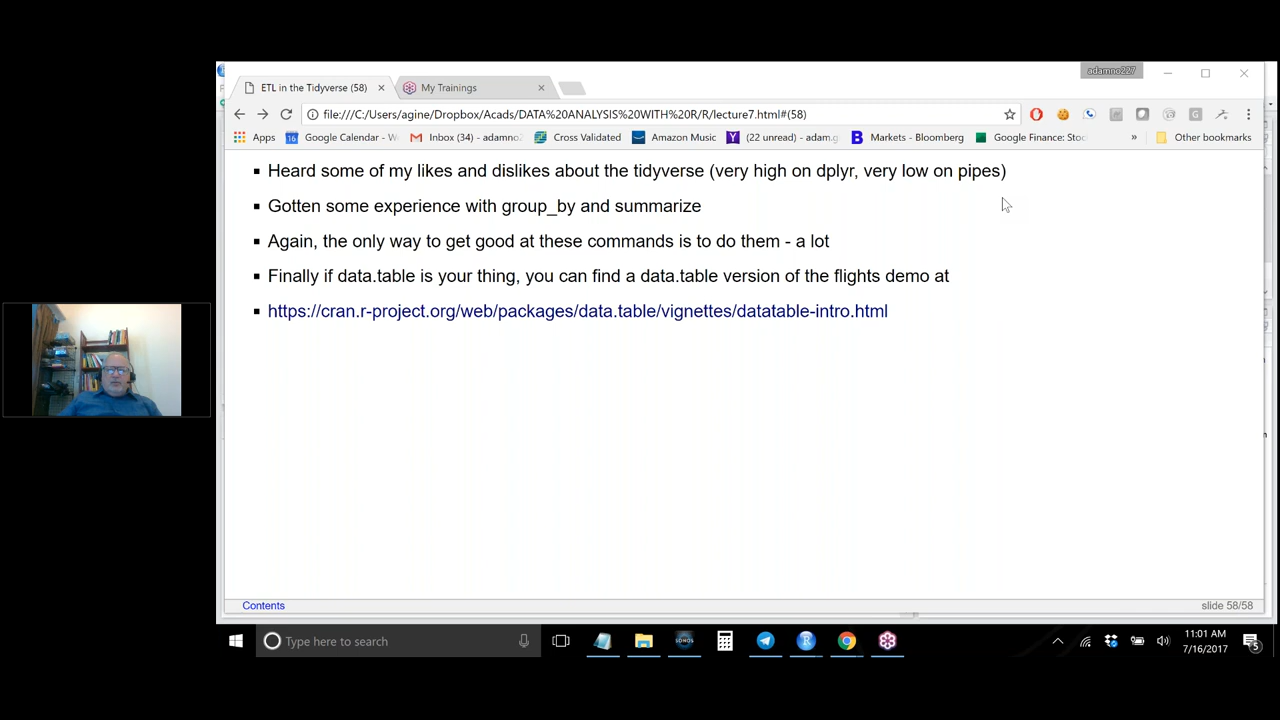 adamno227
ETL in the Tidyverse (58)
My Trainings
file:///C:/Users/agine/Dropbox/Acads/DATA%20ANALYSIS%20WITH%20R/R/lecture7.html#(58)
Apps
Google Calendar - W
Inbox (34) - adamno
Cross Validated
Amazon Music
(22 unread) - adam.g
Markets - Bloomberg
Google Finance: Stoc
»
Other bookmarks
▪ Heard some of my likes and dislikes about the tidyverse (very high on dplyr, very low on pipes)
▪ Gotten some experience with group_by and summarize
▪ Again, the only way to get good at these commands is to do them - a lot
▪ Finally if data.table is your thing, you can find a data.table version of the flights demo at
▪ https://cran.r-project.org/web/packages/data.table/vignettes/datatable-intro.html
Contents
slide 58/58
Type here to search
SONOS
11:01 AM
7/16/2017
5